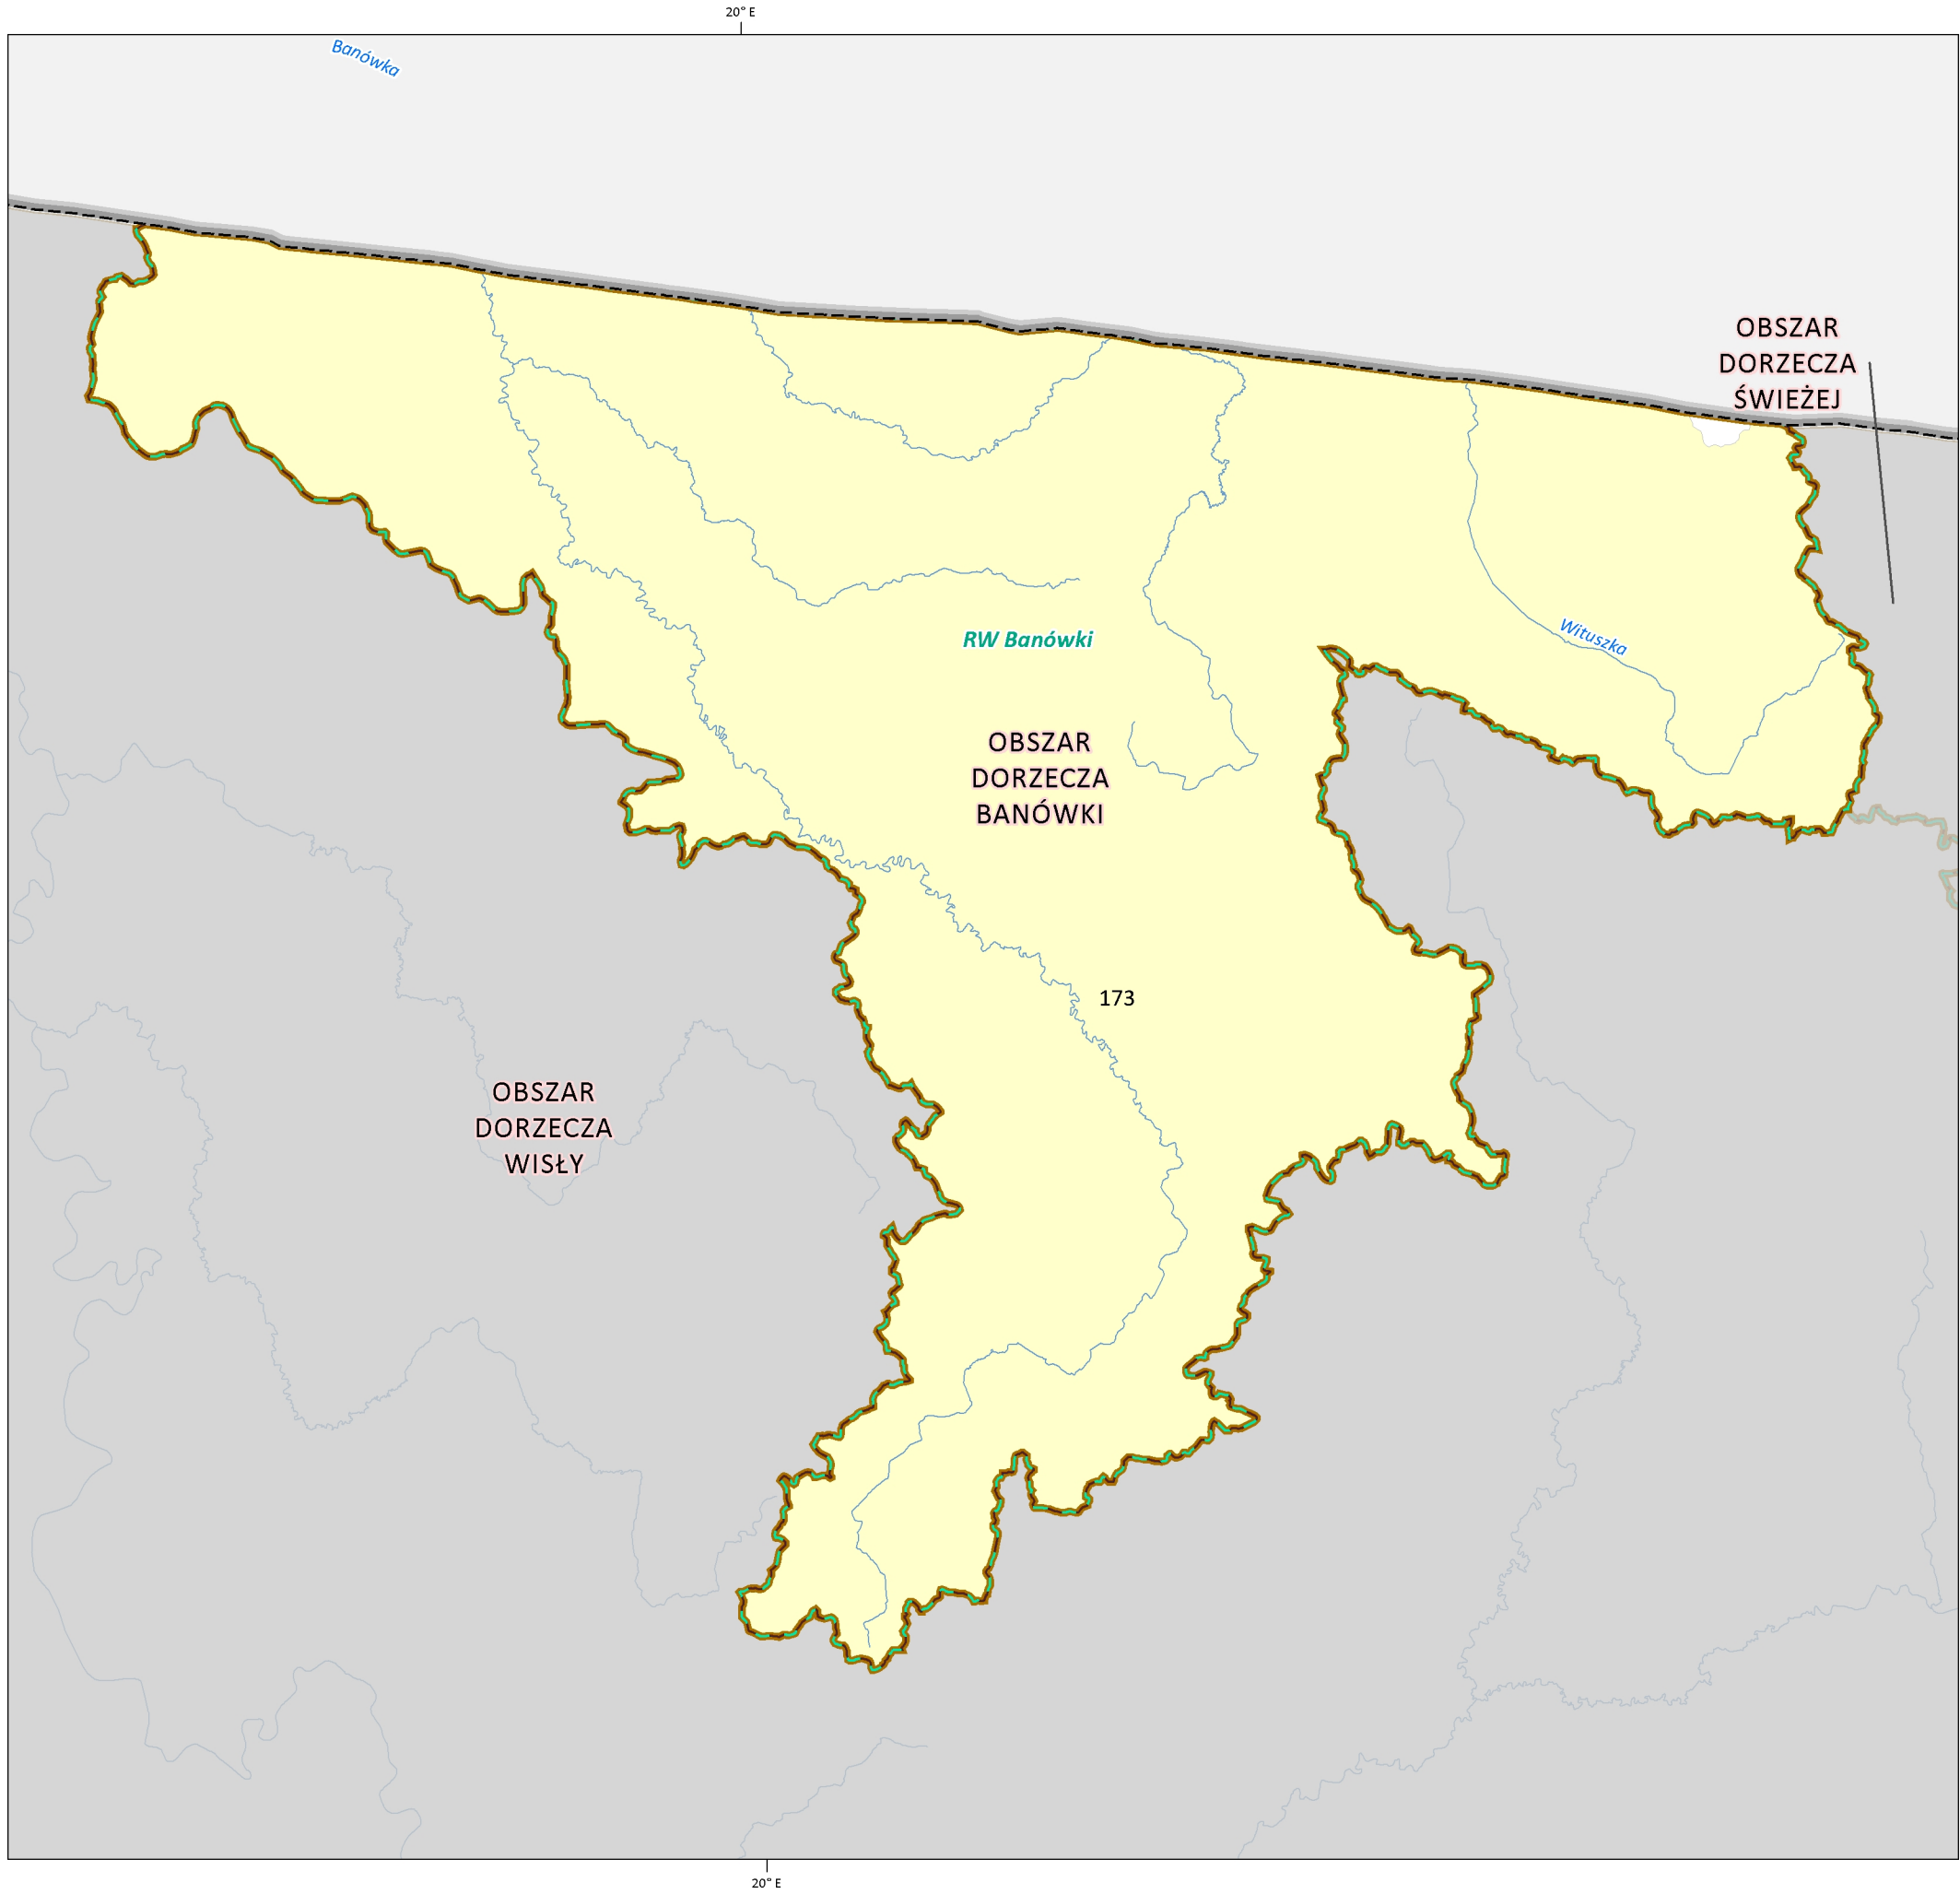 20° E
Banówka
OBSZAR
DORZECZA
ŚWIEŻEJ
Wituszka
RW Banówki
OBSZAR
DORZECZA
BANÓWKI
173
OBSZAR
DORZECZA
WISŁY
20° E